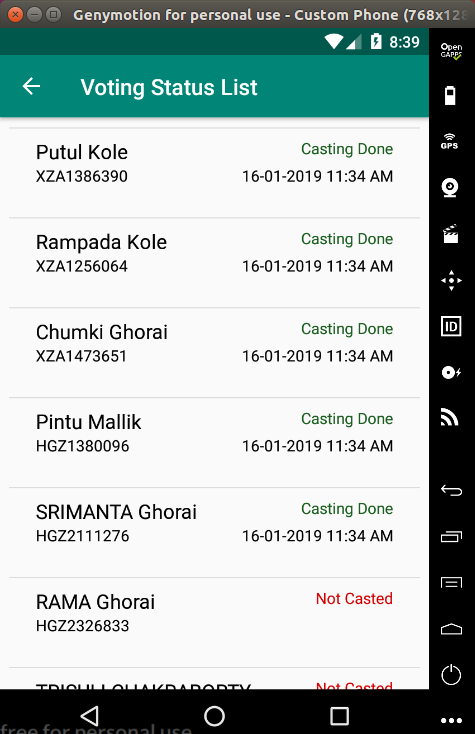 Genymotion for personal use - Custom Phone (768x128
8:39
Open
GAPPS
Voting Status List
Putul Kole
Casting Done
XZA1386390
16-01-2019 11:34 AM
GPS
Rampada Kole
Casting Done
XZA1256064
16-01-2019 11:34 AM
Chumki Ghorai
Casting Done
XZA1473651
16-01-2019 11:34 AM
ID
Pintu Mallik
Casting Done
HGZ1380096
16-01-2019 11:34 AM
SRIMANTA Ghorai
Casting Done
HGZ2111276
16-01-2019 11:34 AM
RAMA Ghorai
Not Casted
HGZ2326833
Not Casted
free for personal use